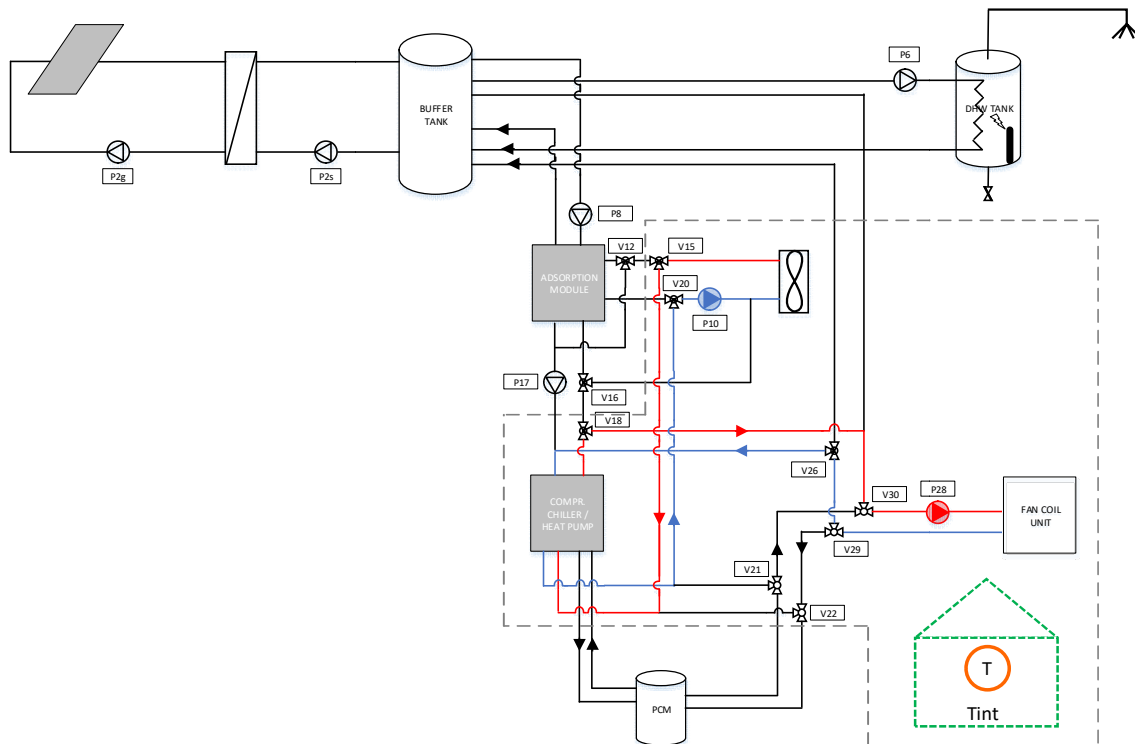 P6
BUFFER
TANK
DHW TANK
P2g
P2s
P8
V12
V15
ADSORPTION
MODULE
V20
P10
P17
V16
V18
V26
COMPR.
CHILLER /
HEAT PUMP
V30
P28
FAN COIL
UNIT
V29
V21
V22
T
Tint
PCM